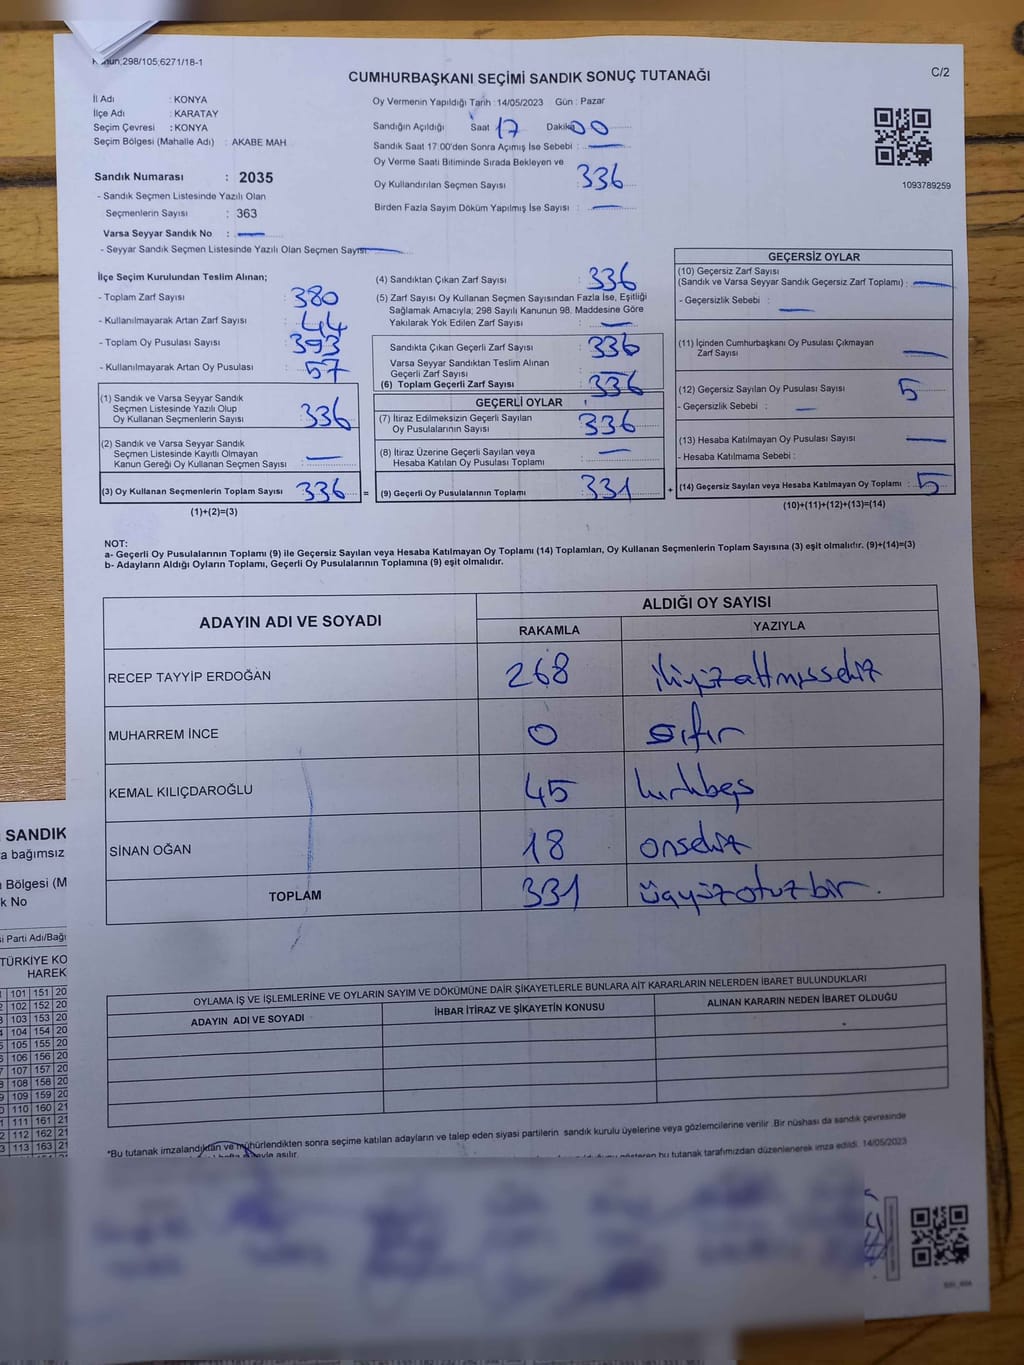 Kanun;298/105;6271/18-1
CUMHURBAŞKANI SEÇİMİ SANDIK SONUÇ TUTANAĞI
C/2
İl Adı : KONYA
İlçe Adı : KARATAY
Seçim Çevresi : KONYA
Seçim Bölgesi (Mahalle Adı) : AKABE MAH
Sandık Numarası : 2035
- Sandık Seçmen Listesinde Yazılı Olan
Seçmenlerin Sayısı : 363
Varsa Seyyar Sandık No : —
- Seyyar Sandık Seçmen Listesinde Yazılı Olan Seçmen Sayısı: —
Oy Vermenin Yapıldığı Tarih : 14/05/2023 Gün : Pazar
Sandığın Açıldığı Saat 17 Dakika 00
Sandık Saat 17:00'den Sonra Açımış İse Sebebi : —
Oy Verme Saati Bitiminde Sırada Bekleyen ve
Oy Kullandırılan Seçmen Sayısı : 336
Birden Fazla Sayım Döküm Yapılmış İse Sayısı : —
1093789259
İlçe Seçim Kurulundan Teslim Alınan;
- Toplam Zarf Sayısı : 380
- Kullanılmayarak Artan Zarf Sayısı : 44
- Toplam Oy Pusulası Sayısı : 393
- Kullanılmayarak Artan Oy Pusulası : 57
(1) Sandık ve Varsa Seyyar Sandık
Seçmen Listesinde Yazılı Olup
Oy Kullanan Seçmenlerin Sayısı : 336
(2) Sandık ve Varsa Seyyar Sandık
Seçmen Listesinde Kayıtlı Olmayan
Kanun Gereği Oy Kullanan Seçmen Sayısı : —
(3) Oy Kullanan Seçmenlerin Toplam Sayısı : 336 =
(1)+(2)=(3)
(4) Sandıktan Çıkan Zarf Sayısı : 336
(5) Zarf Sayısı Oy Kullanan Seçmen Sayısından Fazla İse, Eşitliği
Sağlamak Amacıyla; 298 Sayılı Kanunun 98. Maddesine Göre
Yakılarak Yok Edilen Zarf Sayısı : —
Sandıkta Çıkan Geçerli Zarf Sayısı : 336
Varsa Seyyar Sandıktan Teslim Alınan
Geçerli Zarf Sayısı
(6) Toplam Geçerli Zarf Sayısı : 336
GEÇERLİ OYLAR
(7) İtiraz Edilmeksizin Geçerli Sayılan
Oy Pusulalarının Sayısı : 336
(8) İtiraz Üzerine Geçerli Sayılan veya
Hesaba Katılan Oy Pusulası Toplamı : —
(9) Geçerli Oy Pusulalarının Toplamı : 331 +
GEÇERSİZ OYLAR
(10) Geçersiz Zarf Sayısı
(Sandık ve Varsa Seyyar Sandık Geçersiz Zarf Toplamı) : —
- Geçersizlik Sebebi : —
(11) İçinden Cumhurbaşkanı Oy Pusulası Çıkmayan
Zarf Sayısı : —
(12) Geçersiz Sayılan Oy Pusulası Sayısı : 5
- Geçersizlik Sebebi : —
(13) Hesaba Katılmayan Oy Pusulası Sayısı : —
- Hesaba Katılmama Sebebi :
(14) Geçersiz Sayılan veya Hesaba Katılmayan Oy Toplamı : 5
(10)+(11)+(12)+(13)=(14)
NOT:
a- Geçerli Oy Pusulalarının Toplamı (9) ile Geçersiz Sayılan veya Hesaba Katılmayan Oy Toplamı (14) Toplamları, Oy Kullanan Seçmenlerin Toplam Sayısına (3) eşit olmalıdır. (9)+(14)=(3)
b- Adayların Aldığı Oyların Toplamı, Geçerli Oy Pusulalarının Toplamına (9) eşit olmalıdır.
ADAYIN ADI VE SOYADI ALDIĞI OY SAYISI
RAKAMLA YAZIYLA
RECEP TAYYİP ERDOĞAN 268 ikiyüzaltmışsekiz
MUHARREM İNCE 0 sıfır
KEMAL KILIÇDAROĞLU 45 kırkbeş
SİNAN OĞAN 18 onsekiz
TOPLAM 331 üçyüzotuzbir.
OYLAMA İŞ VE İŞLEMLERİNE VE OYLARIN SAYIM VE DÖKÜMÜNE DAİR ŞİKAYETLERLE BUNLARA AİT KARARLARIN NELERDEN İBARET BULUNDUKLARI
ADAYIN ADI VE SOYADI İHBAR İTİRAZ VE ŞİKAYETİN KONUSU ALINAN KARARIN NEDEN İBARET OLDUĞU
*Bu tutanak imzalandıktan ve mühürlendikten sonra seçime katılan adayların ve talep eden siyasi partilerin sandık kurulu üyelerine veya gözlemcilerine verilir .Bir nüshası da sandık çevresinde
asılır. gösteren bu tutanak tarafımızdan düzenlenerek imza edildi. 14/05/2023
SANDIK
a bağımsız
Bölgesi (M
k No
i Parti Adı/Bağı
TÜRKİYE KO
HAREK
101 151 20
102 152 20
103 153 20
104 154 20
105 155 20
106 156 20
107 157 20
108 158 20
109 159 20
110 160 21
111 161 21
112 162 21
113 163 21